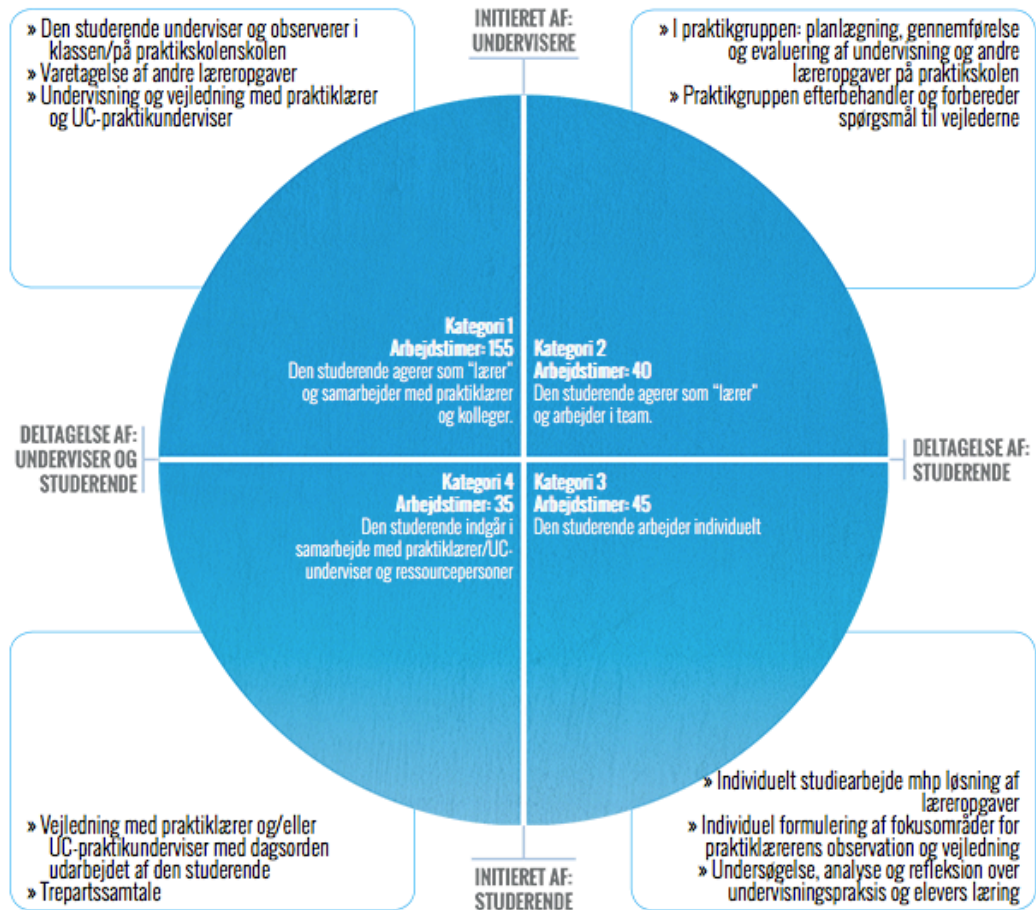 » Den studerende underviser og observerer i
klassen/på praktikskolenskolen
» Varetagelse af andre læreropgaver
» Undervisning og vejledning med praktiklærer
og UC-praktikunderviser
INITIERET AF:
UNDERVISERE
» I praktikgruppen: planlægning, gennemførelse
og evaluering af undervisning og andre
læreropgaver på praktikskolen
» Praktikgruppen efterbehandler og forbereder
spørgsmål til vejlederne
Kategori 1
Arbejdstimer: 155
Den studerende agerer som “lærer”
og samarbejder med praktiklærer
og kolleger.
Kategori 2
Arbejdstimer: 40
Den studerende agerer som “lærer”
og arbejder i team.
DELTAGELSE AF:
UNDERVISER OG
STUDERENDE
DELTAGELSE AF:
STUDERENDE
Kategori 4
Arbejdstimer: 35
Den studerende indgår i
samarbejde med praktiklærer/UC-
underviser og ressourcepersoner
Kategori 3
Arbejdstimer: 45
Den studerende arbejder individuelt
» Vejledning med praktiklærer og/eller
UC-praktikunderviser med dagsorden
udarbejdet af den studerende
» Trepartssamtale
INITIERET AF:
STUDERENDE
» Individuelt studiearbejde mhp løsning af
læreropgaver
» Individuel formulering af fokusområder for
praktiklærerens observation og vejledning
» Undersøgelse, analyse og refleksion over
undervisningspraksis og elevers læring